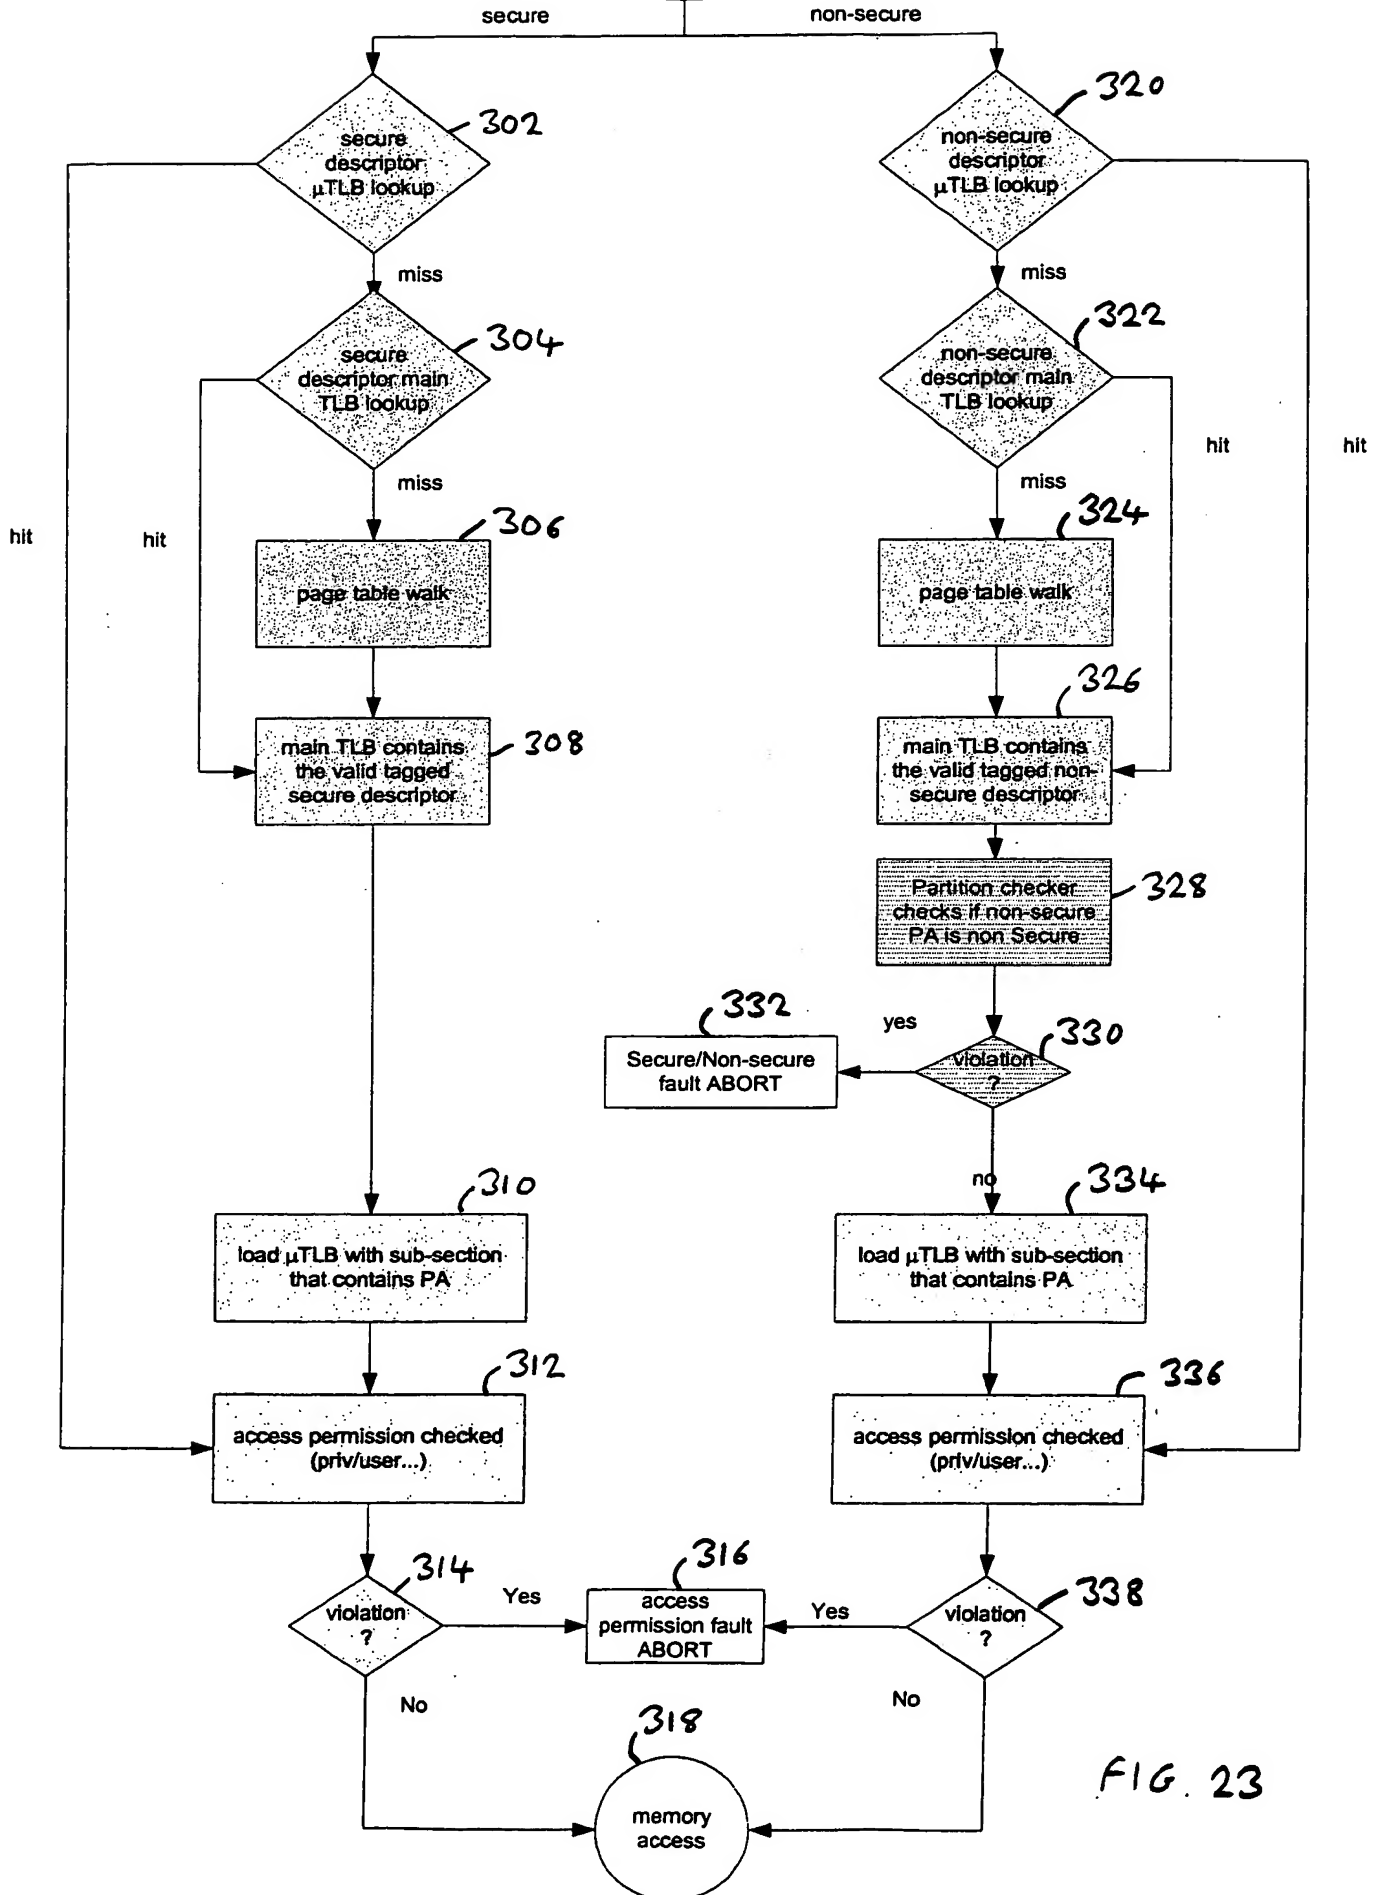 secure
non-secure
302
320
secure
descriptor
µTLB lookup
non-secure
descriptor
µTLB lookup
miss
miss
304
322
secure
descriptor main
TLB lookup
non-secure
descriptor main
TLB lookup
hit
hit
miss
miss
hit
hit
306
324
page table walk
page table walk
326
main TLB contains
the valid tagged
secure descriptor
308
main TLB contains
the valid tagged non-
secure descriptor
Partition checker
checks if non-secure
PA is non Secure
328
332
yes
330
Secure/Non-secure
fault ABORT
violation
?
no
310
334
load µTLB with sub-section
that contains PA
load µTLB with sub-section
that contains PA
312
336
access permission checked
(priv/user...)
access permission checked
(priv/user...)
314
316
338
violation
?
Yes
access
permission fault
ABORT
Yes
violation
?
No
No
318
memory
access
FIG. 23